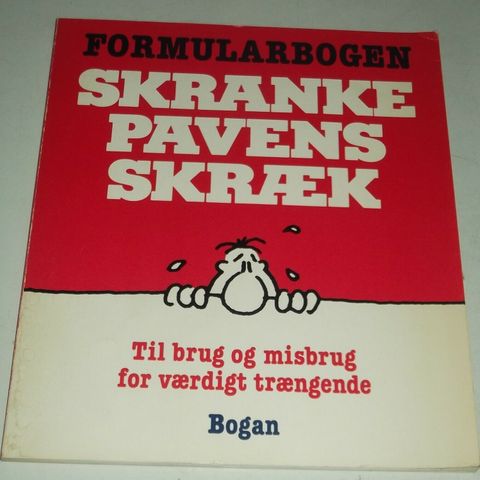 FORMULARBOGEN
SKRANKE
PAVENS
SKRÆK
Til brug og misbrug
for værdigt trængende
Bogan